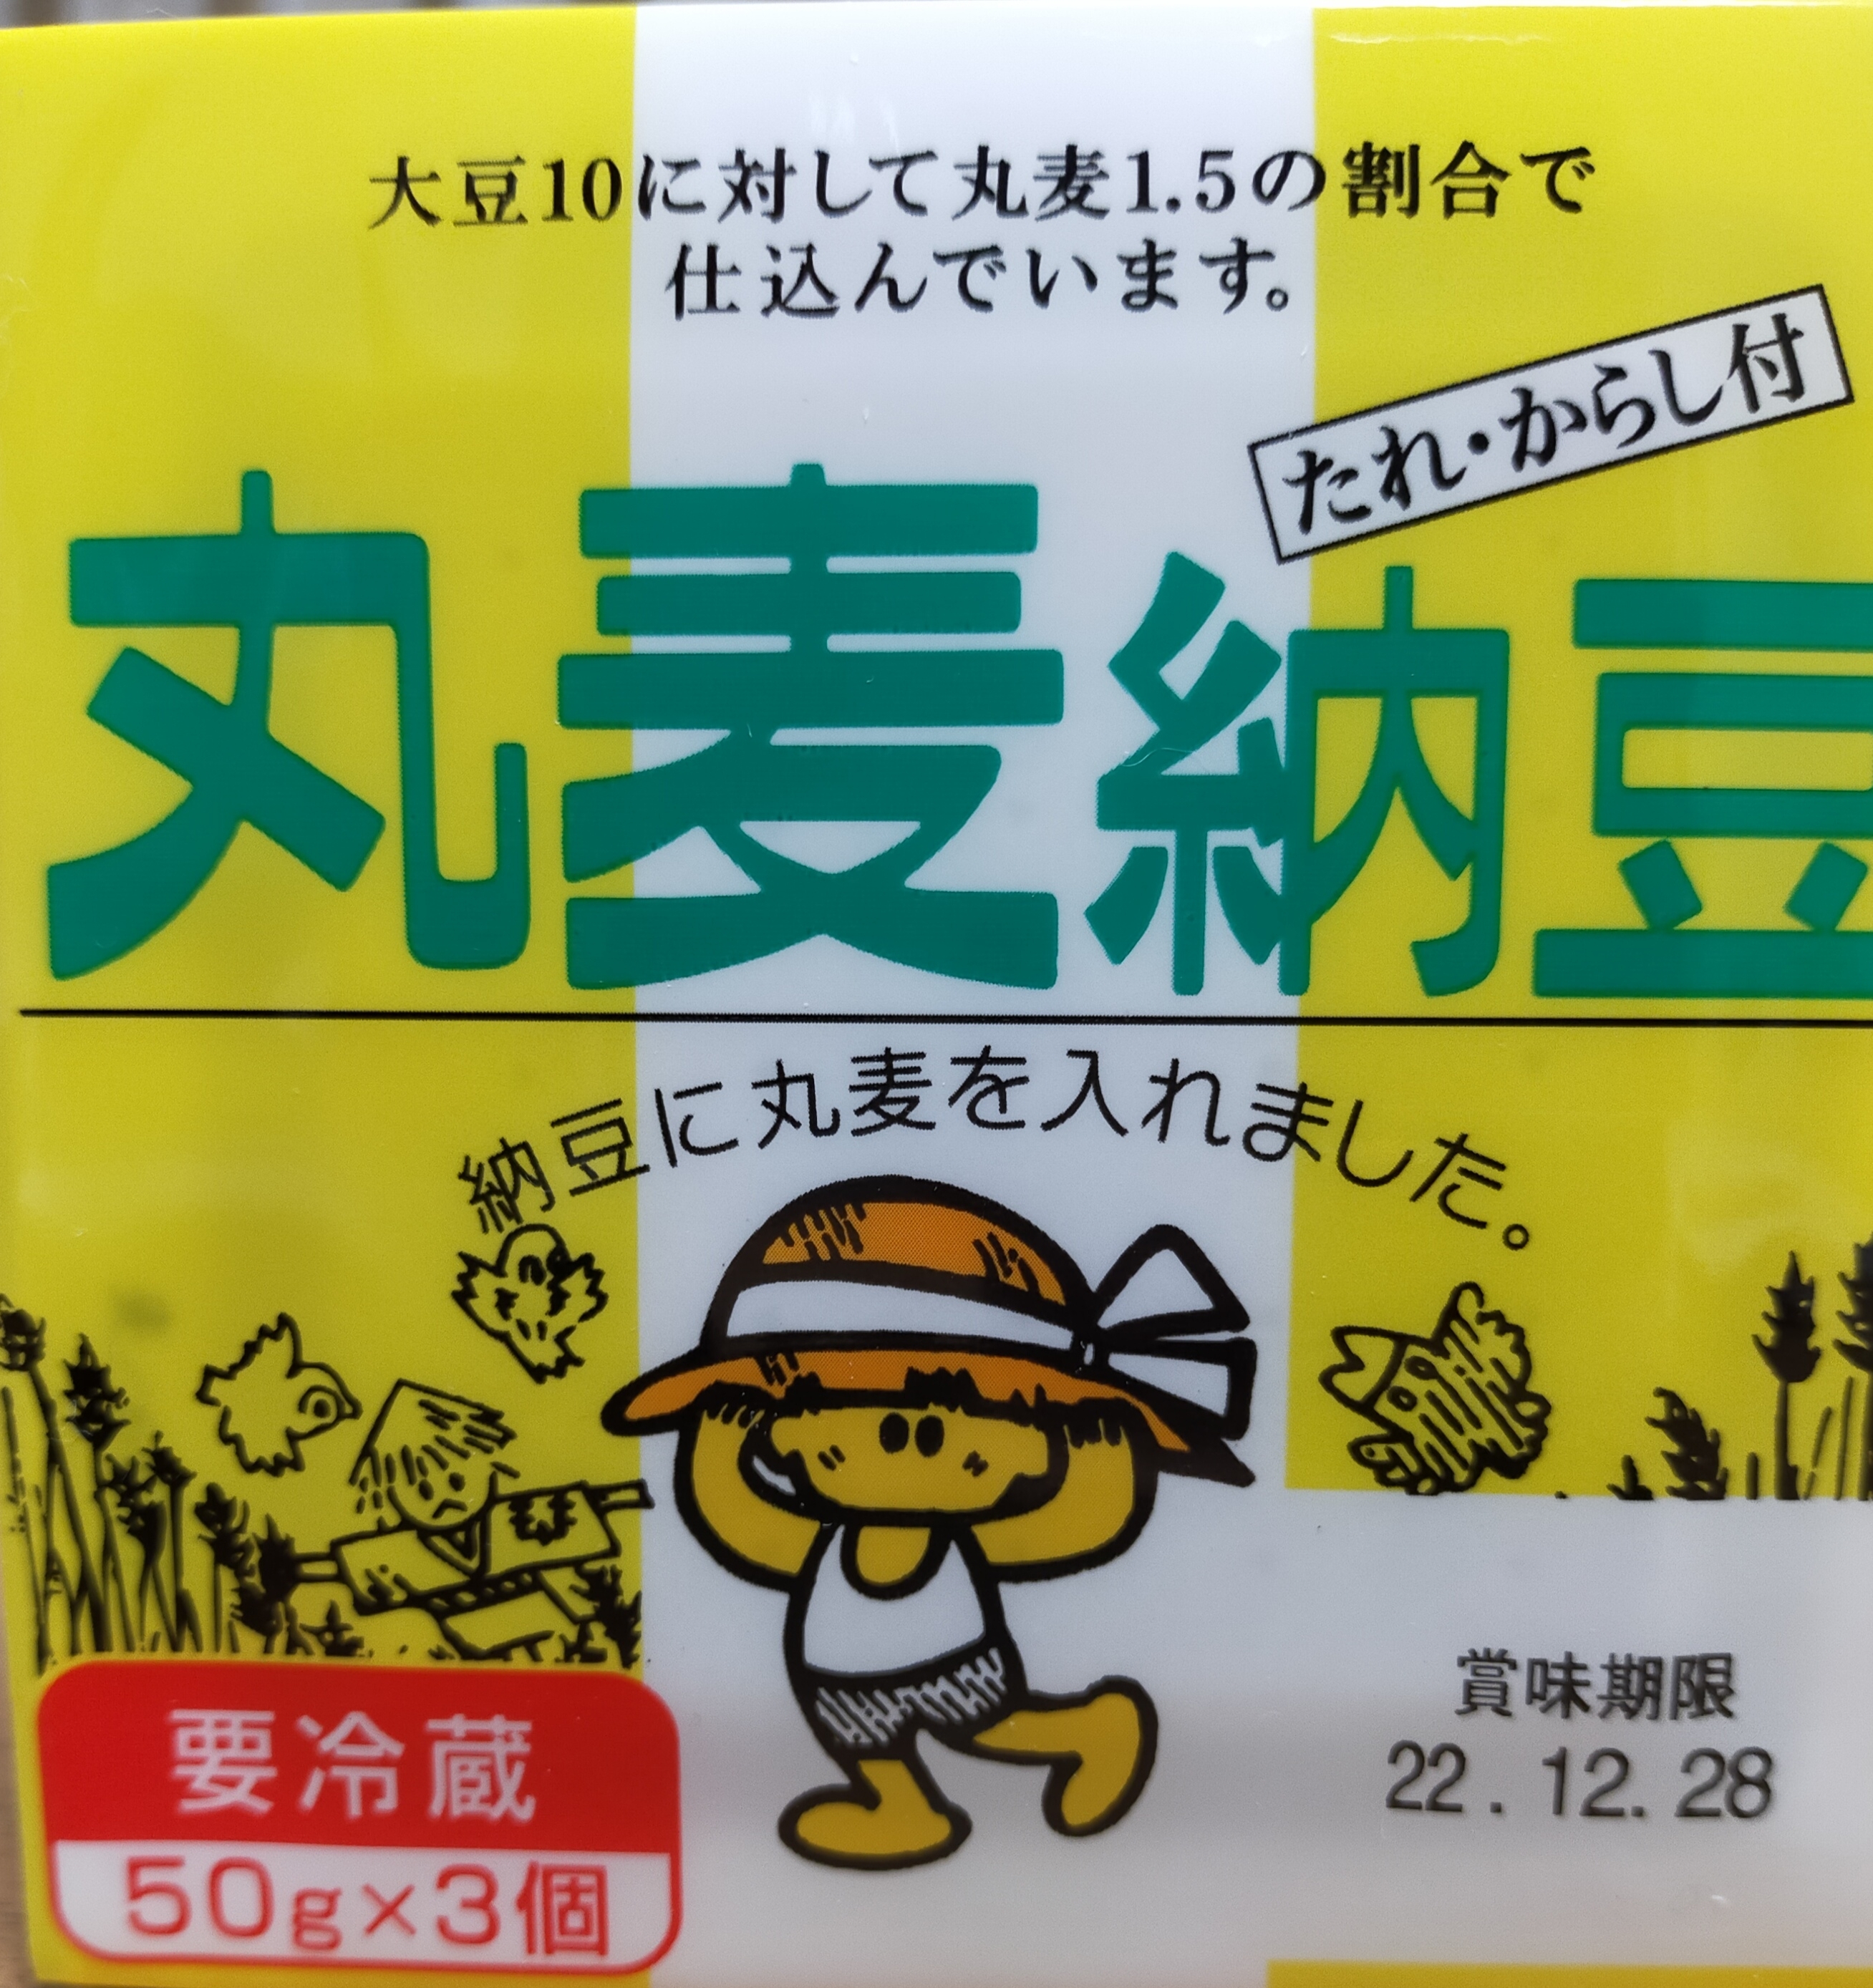 大豆10に対して丸麦1.5の割合で
仕込んでいます。
たれ・からし付
丸麦納豆
納豆に丸麦を入れました。
賞味期限
22.12.28
要冷蔵
50g×3個